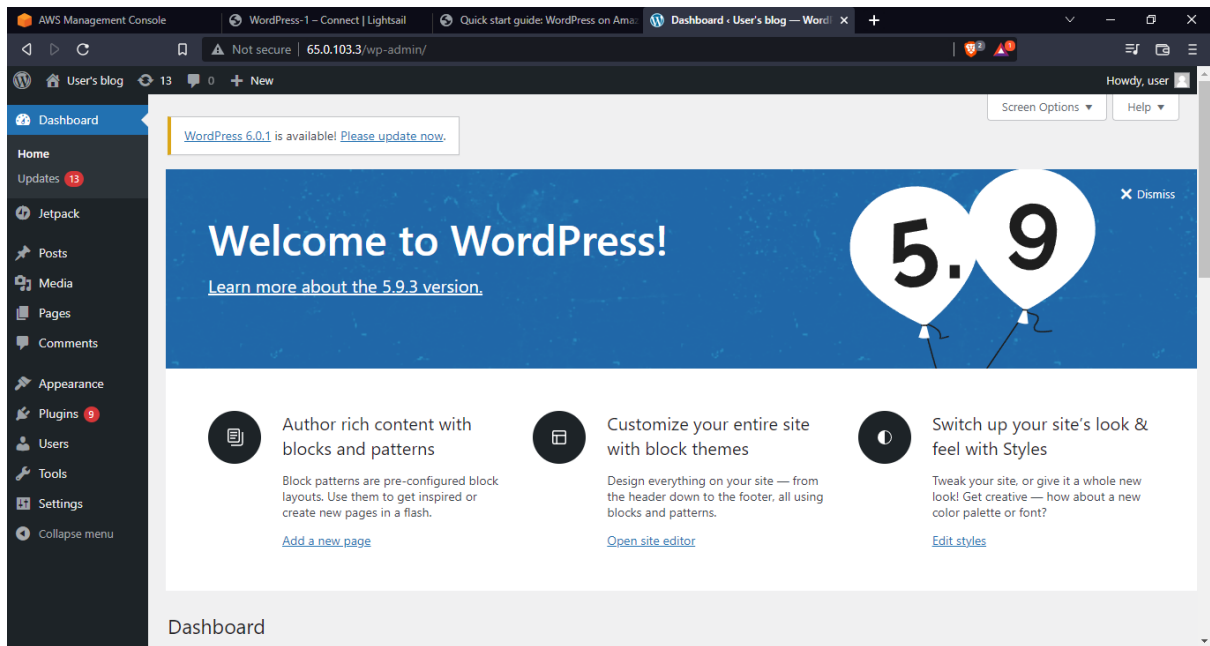 AWS Management Console
WordPress-1 – Connect | Lightsail
Quick start guide: WordPress on Ama
Dashboard ‹ User's blog — Word
Not secure | 65.0.103.3/wp-admin/
2
1
User's blog
13
0
New
Howdy, user
Dashboard
Home
Updates 13
Jetpack
Posts
Media
Pages
Comments
Appearance
Plugins 9
Users
Tools
Settings
Collapse menu
Screen Options
Help
WordPress 6.0.1 is available! Please update now.
Dismiss
Welcome to WordPress!
Learn more about the 5.9.3 version.
5.9
Author rich content with
blocks and patterns
Block patterns are pre-configured block
layouts. Use them to get inspired or
create new pages in a flash.
Add a new page
Customize your entire site
with block themes
Design everything on your site — from
the header down to the footer, all using
blocks and patterns.
Open site editor
Switch up your site's look &
feel with Styles
Tweak your site, or give it a whole new
look! Get creative — how about a new
color palette or font?
Edit styles
Dashboard